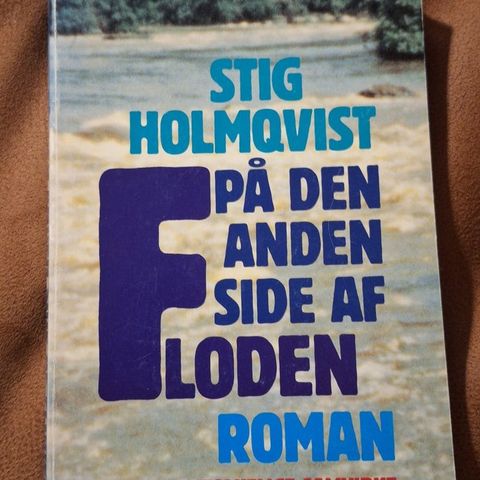 STIG
HOLMQVIST
PÅ DEN
ANDEN
SIDE AF
FLODEN
ROMAN